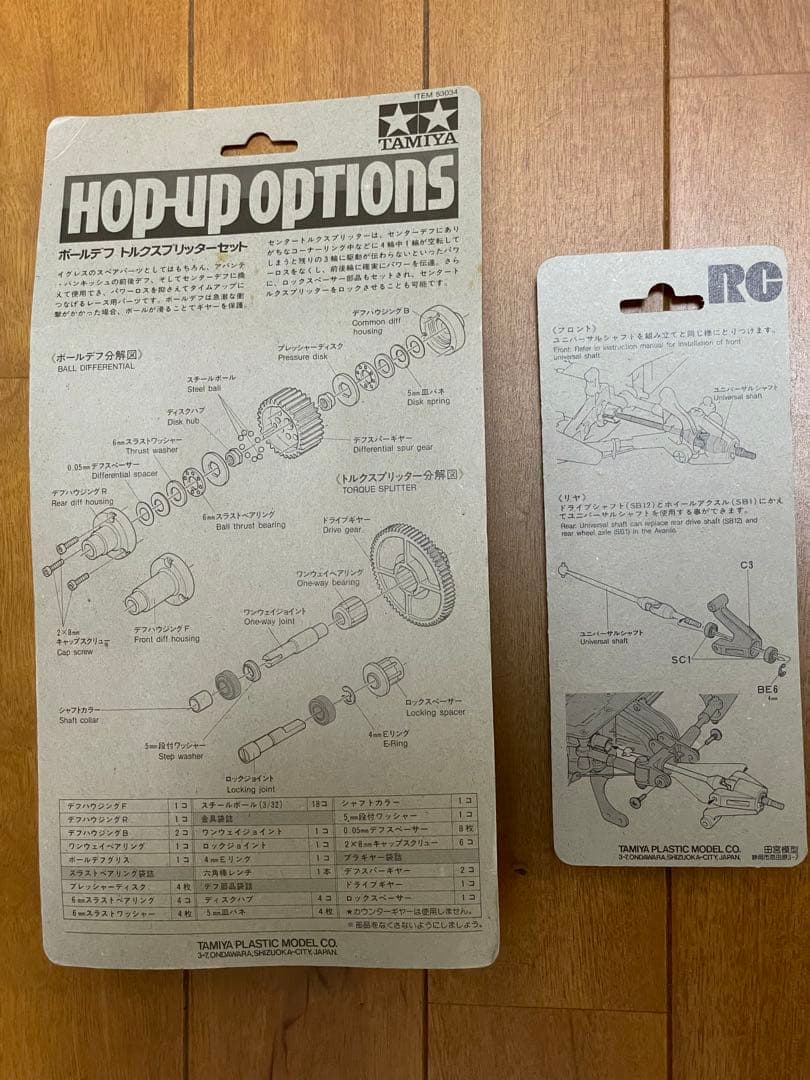 ITEM 53034
TAMIYA
HOP-UP OPTIONS
ボールデフ トルクスプリッターセット
イグレスのスペアパーツとしてはもちろん、アバンテ
・バンキッシュの前後デフ、そしてセンターデフに換
えて使用でき、パワーロスを抑さえてタイムアップに
つなげるレース用パーツです。ボールデフは急激な衝
撃がかかった場合、ボールが滑ることでギヤーを保護。
センタートルクスプリッターは、センターデフにあり
がちなコーナーリング中などに4輪中1輪が空転して
しまうと残りの3輪に駆動が伝わらないといったパワ
ーロスをなくし、前後輪に確実にパワーを伝達。さら
に、ロックスペーサー部品もセットされ、センタート
ルクスプリッターをロックさせることも可能です。
《ボールデフ分解図》
BALL DIFFERENTIAL
デフハウジングB
Common diff
housing
プレッシャーディスク
Pressure disk
スチールボール
Steel ball
5mm皿バネ
Disk spring
ディスクハブ
Disk hub
6mmスラストワッシャー
Thrust washer
デフスパーギヤー
Differential spur gear
0.05mmデフスペーサー
Differential spacer
デフハウジングR
Rear diff housing
6mmスラストベアリング
Ball thrust bearing
《トルクスプリッター分解図》
TORQUE SPLITTER
ドライブギヤー
Drive gear
ワンウェイベアリング
One-way bearing
ワンウェイジョイント
One-way joint
2×8mm
キャップスクリュー
Cap screw
デフハウジングF
Front diff housing
シャフトカラー
Shaft collar
ロックスペーサー
Locking spacer
5mm段付ワッシャー
Step washer
4mmEリング
E-Ring
ロックジョイント
Locking joint
デフハウジングF 1コ スチールボール(3/32) 18コ シャフトカラー 1コ
デフハウジングR 1コ 金具袋詰 5mm段付ワッシャー 1コ
デフハウジングB 2コ ワンウェイジョイント 1コ 0.05mmデフスペーサー 8枚
ワンウェイベアリング 1コ ロックジョイント 1コ 2×8mmキャップスクリュー 6コ
ボールデフグリス 1コ 4mmEリング 1コ プラギヤー袋詰
スラストベアリング袋詰 六角棒レンチ 1本 デフスパーギヤー 2コ
プレッシャーディスク 4枚 デフ部品袋詰 ドライブギヤー 1コ
6mmスラストベアリング 4コ ディスクハブ 4コ ロックスペーサー 1コ
6mmスラストワッシャー 4枚 5mm皿バネ 4枚 ★カウンターギヤーは使用しません。
※部品をなくさないようにしましょう。
TAMIYA PLASTIC MODEL CO.
3-7, ONDAWARA, SHIZUOKA-CITY, JAPAN.
RC
《フロント》
ユニバーサルシャフトを組み立てと同じ様にとりつけます。
Front: Refer in instruction manual for installation of front
universal shaft.
ユニバーサルシャフト
Universal shaft
《リヤ》
ドライブシャフト(SB12)とホイールアクスル(SB1)にかえ
てユニバーサルシャフトを使用する事ができます。
Rear: Universal shaft can replace rear drive shaft (SB12) and
rear wheel axle (SB1) in the Avante.
C3
ユニバーサルシャフト
Universal shaft
SC1
BE6
4mm
TAMIYA PLASTIC MODEL CO.
3-7, ONDAWARA, SHIZUOKA-CITY, JAPAN.
田宮模型
静岡市恩田原3-7